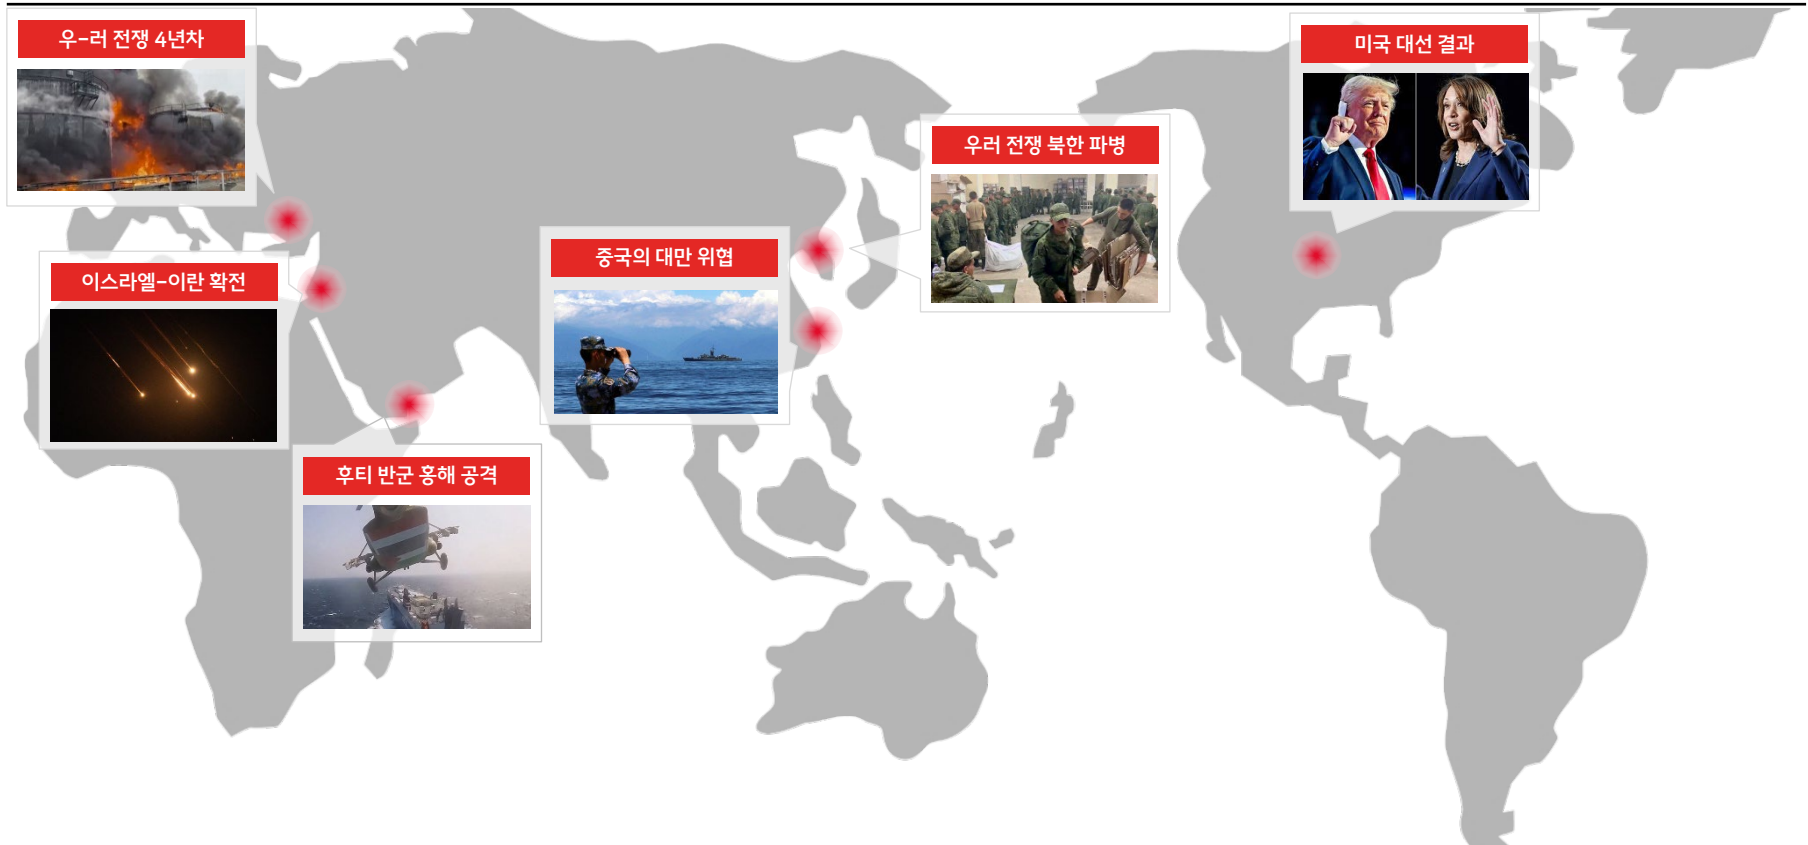 우-러 전쟁 4년차
미국 대선 결과
우러 전쟁 북한 파병
중국의 대만 위협
이스라엘-이란 확전
후티 반군 홍해 공격